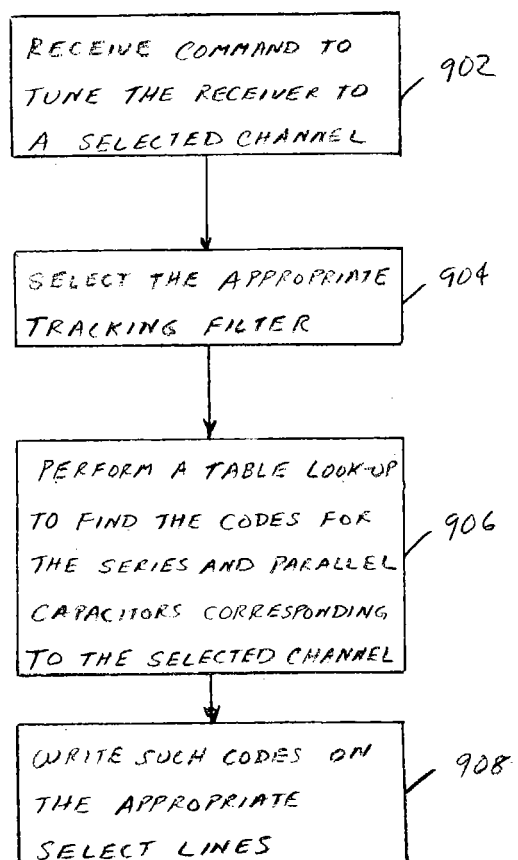 RECEIVE COMMAND TO
TUNE THE RECEIVER TO
A SELECTED CHANNEL
902
SELECT THE APPROPRIATE
TRACKING FILTER
904
PERFORM A TABLE LOOK-UP
TO FIND THE CODES FOR
THE SERIES AND PARALLEL
CAPACITORS CORRESPONDING
TO THE SELECTED CHANNEL
906
WRITE SUCH CODES ON
THE APPROPRIATE
SELECT LINES
908